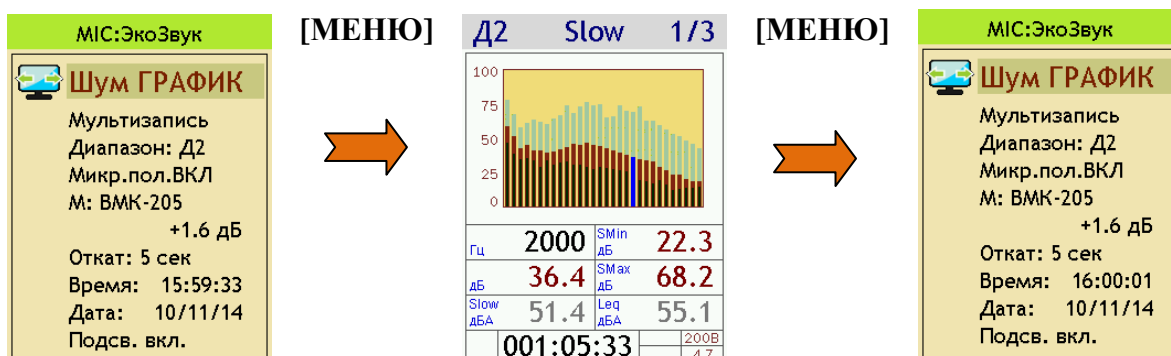 MIC:ЭкоЗвук
Шум ГРАФИК
Мультизапись
Диапазон: Д2
Микр.пол.ВКЛ
М: ВМК-205
+1.6 дБ
Откат: 5 сек
Время: 15:59:33
Дата: 10/11/14
Подсв. вкл.
[МЕНЮ]
Д2 Slow 1/3
100
75
50
25
0
Гц 2000 SMin дБ 22.3
дБ 36.4 SMax дБ 68.2
Slow дБА 51.4 Leq дБА 55.1
001:05:33 200В
4.7
[МЕНЮ]
MIC:ЭкоЗвук
Шум ГРАФИК
Мультизапись
Диапазон: Д2
Микр.пол.ВКЛ
М: ВМК-205
+1.6 дБ
Откат: 5 сек
Время: 16:00:01
Дата: 10/11/14
Подсв. вкл.